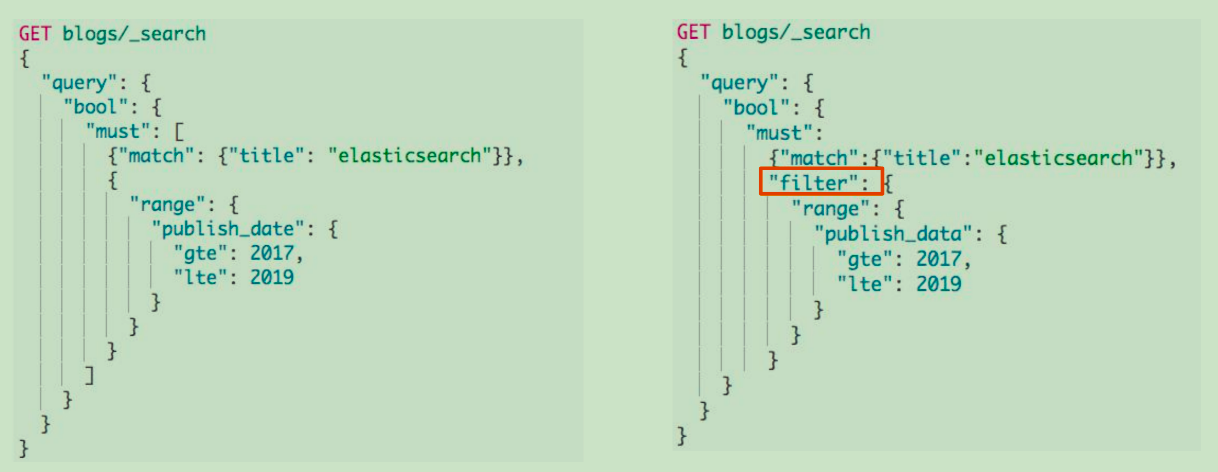 GET blogs/_search
{
"query": {
"bool": {
"must": [
{"match": {"title": "elasticsearch"}},
{
"range": {
"publish_date": {
"gte": 2017,
"lte": 2019
}
}
}
]
}
}
}
GET blogs/_search
{
"query": {
"bool": {
"must":
{"match":{"title":"elasticsearch"}},
"filter": {
"range": {
"publish_data": {
"gte": 2017,
"lte": 2019
}
}
}
}
}
}